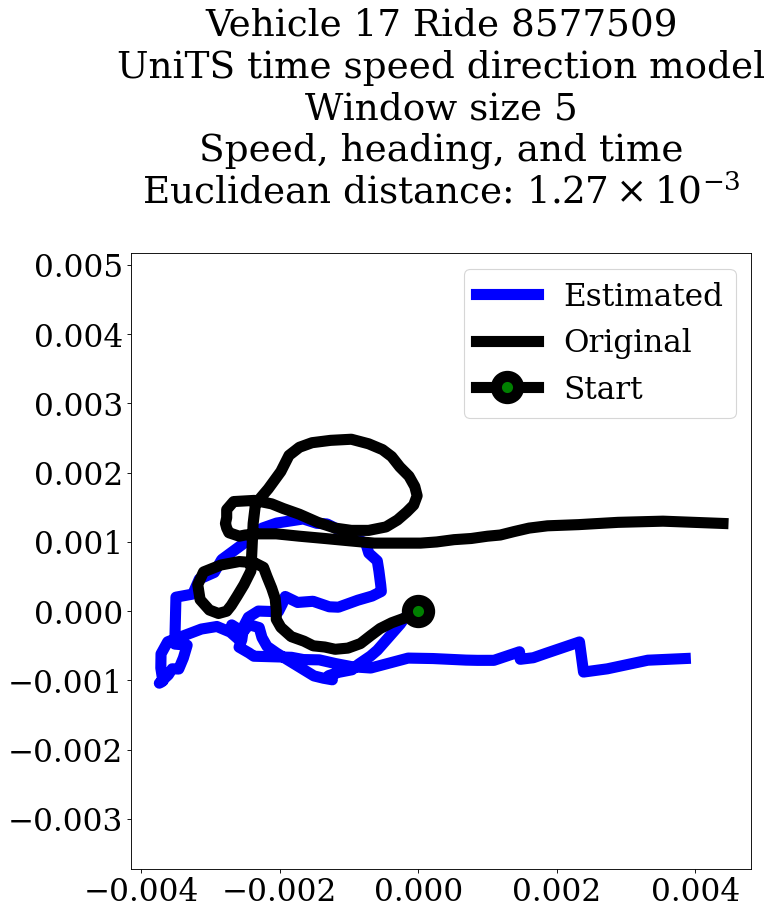 Vehicle 17 Ride 8577509
UniTS time speed direction model
Window size 5
Speed, heading, and time
Euclidean distance: 1.27 × 10⁻³
Estimated
Original
Start
0.005
0.004
0.003
0.002
0.001
0.000
−0.001
−0.002
−0.003
−0.004 −0.002 0.000 0.002 0.004